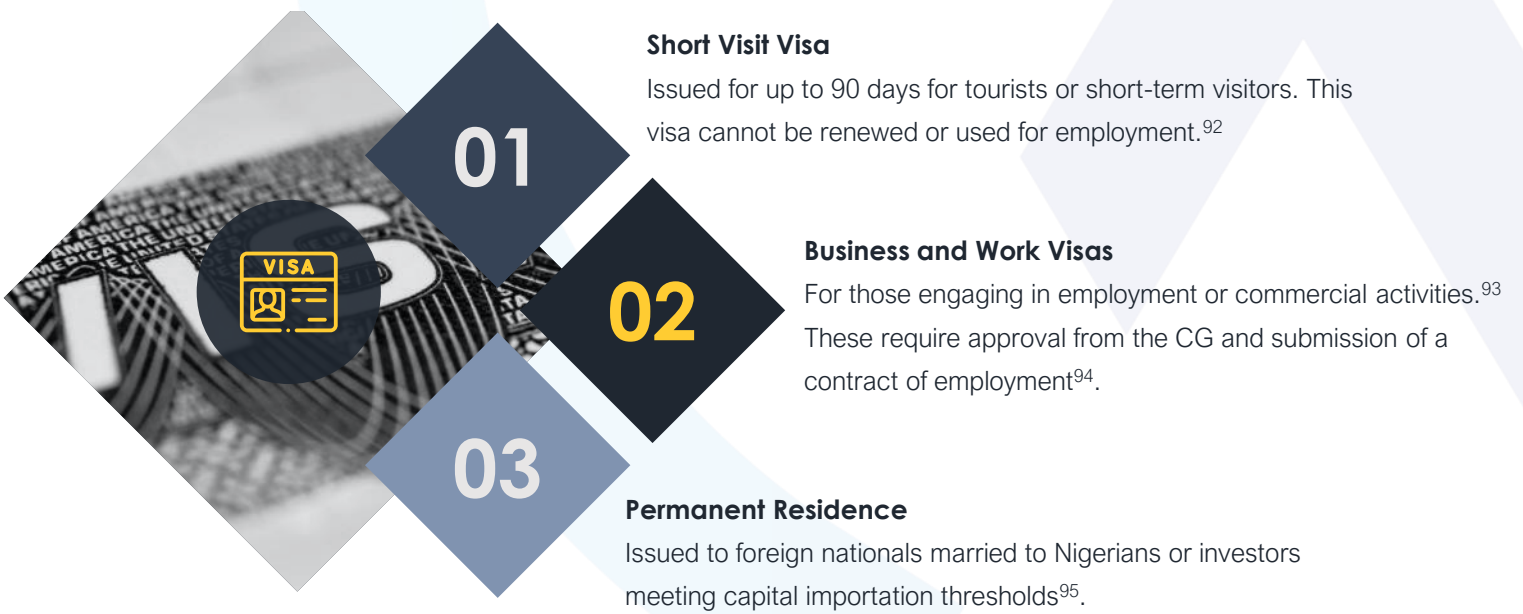 01
Short Visit Visa
Issued for up to 90 days for tourists or short-term visitors. This
visa cannot be renewed or used for employment.92
VISA
02
Business and Work Visas
For those engaging in employment or commercial activities.93
These require approval from the CG and submission of a
contract of employment94.
03
Permanent Residence
Issued to foreign nationals married to Nigerians or investors
meeting capital importation thresholds95.